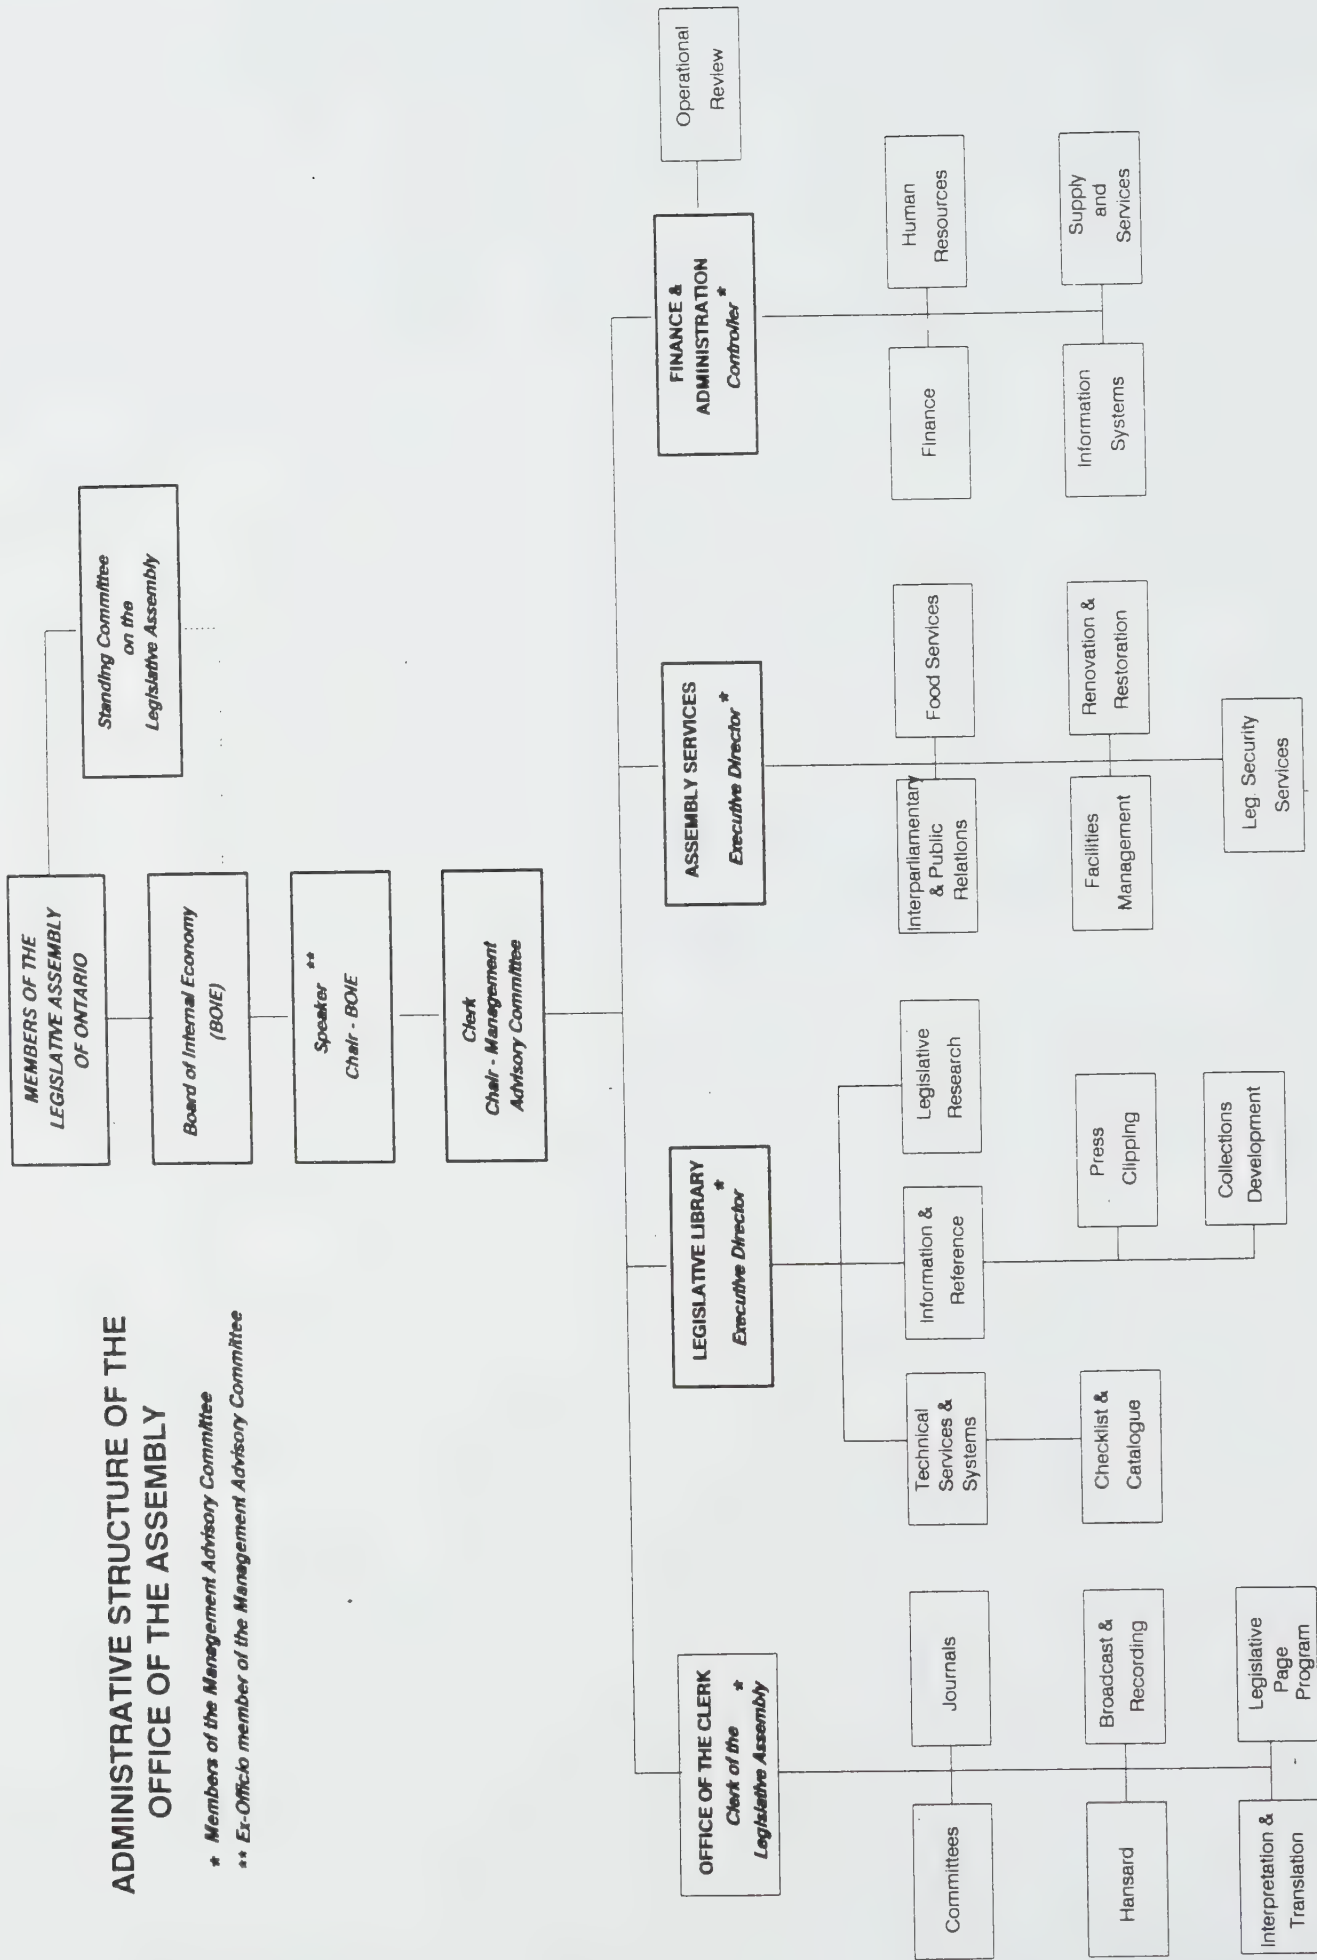 ADMINISTRATIVE STRUCTURE OF THE
OFFICE OF THE ASSEMBLY
* Members of the Management Advisory Committee
** Ex-Officio member of the Management Advisory Committee
MEMBERS OF THE
LEGISLATIVE ASSEMBLY
OF ONTARIO
Standing Committee
on the
Legislative Assembly
Board of Internal Economy
(BOIE)
Speaker **
Chair - BOIE
Clerk
Chair - Management
Advisory Committee
OFFICE OF THE CLERK
Clerk of the *
Legislative Assembly
Committees
Journals
Hansard
Broadcast &
Recording
Interpretation &
Translation
Legislative
Page
Program
LEGISLATIVE LIBRARY
Executive Director *
Technical
Services &
Systems
Information &
Reference
Legislative
Research
Checklist &
Catalogue
Press
Clipping
Collections
Development
ASSEMBLY SERVICES
Executive Director *
Interparliamentary
& Public
Relations
Food Services
Facilities
Management
Renovation &
Restoration
Leg. Security
Services
FINANCE &
ADMINISTRATION
Controller *
Operational
Review
Finance
Human
Resources
Information
Systems
Supply
and
Services